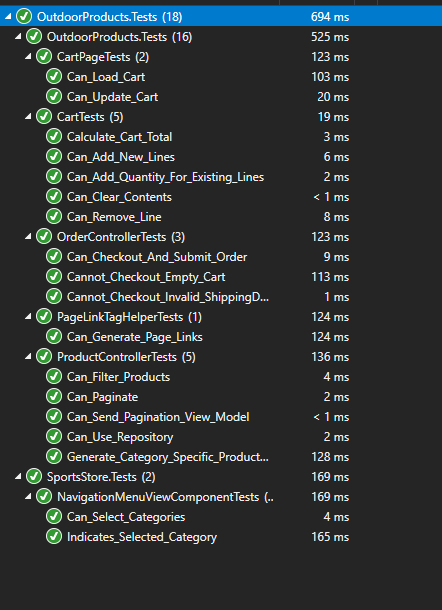 OutdoorProducts.Tests (18) 694 ms
OutdoorProducts.Tests (16) 525 ms
CartPageTests (2) 123 ms
Can_Load_Cart 103 ms
Can_Update_Cart 20 ms
CartTests (5) 19 ms
Calculate_Cart_Total 3 ms
Can_Add_New_Lines 6 ms
Can_Add_Quantity_For_Existing_Lines 2 ms
Can_Clear_Contents < 1 ms
Can_Remove_Line 8 ms
OrderControllerTests (3) 123 ms
Can_Checkout_And_Submit_Order 9 ms
Cannot_Checkout_Empty_Cart 113 ms
Cannot_Checkout_Invalid_ShippingD... 1 ms
PageLinkTagHelperTests (1) 124 ms
Can_Generate_Page_Links 124 ms
ProductControllerTests (5) 136 ms
Can_Filter_Products 4 ms
Can_Paginate 2 ms
Can_Send_Pagination_View_Model < 1 ms
Can_Use_Repository 2 ms
Generate_Category_Specific_Product... 128 ms
SportsStore.Tests (2) 169 ms
NavigationMenuViewComponentTests (.. 169 ms
Can_Select_Categories 4 ms
Indicates_Selected_Category 165 ms